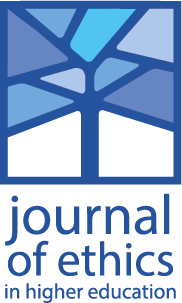 journal
of ethics
in higher education